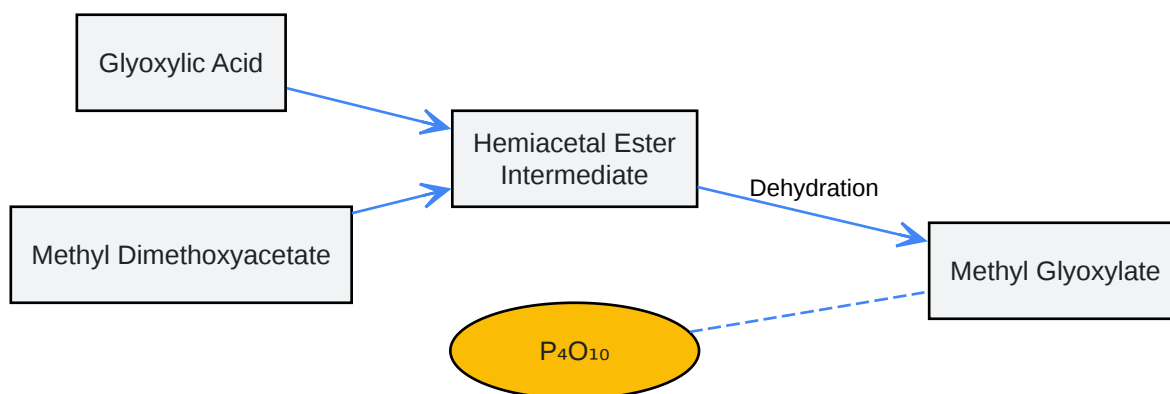 Glyoxylic Acid
Hemiacetal Ester
Intermediate
Dehydration
Methyl Dimethoxyacetate
Methyl Glyoxylate
P₄O₁₀